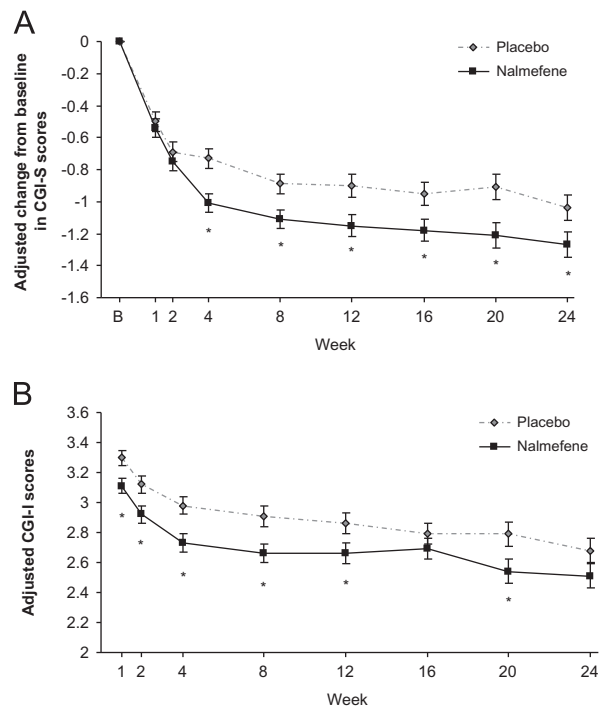 A
Placebo
Nalmefene
Adjusted change from baseline
in CGI-S scores
0
-0.2
-0.4
-0.6
-0.8
-1
-1.2
-1.4
-1.6
* * * * * *
B 1 2 4 8 12 16 20 24
Week
B
Placebo
Nalmefene
Adjusted CGI-I scores
3.6
3.4
3.2
3
2.8
2.6
2.4
2.2
2
* * * * * *
1 2 4 8 12 16 20 24
Week